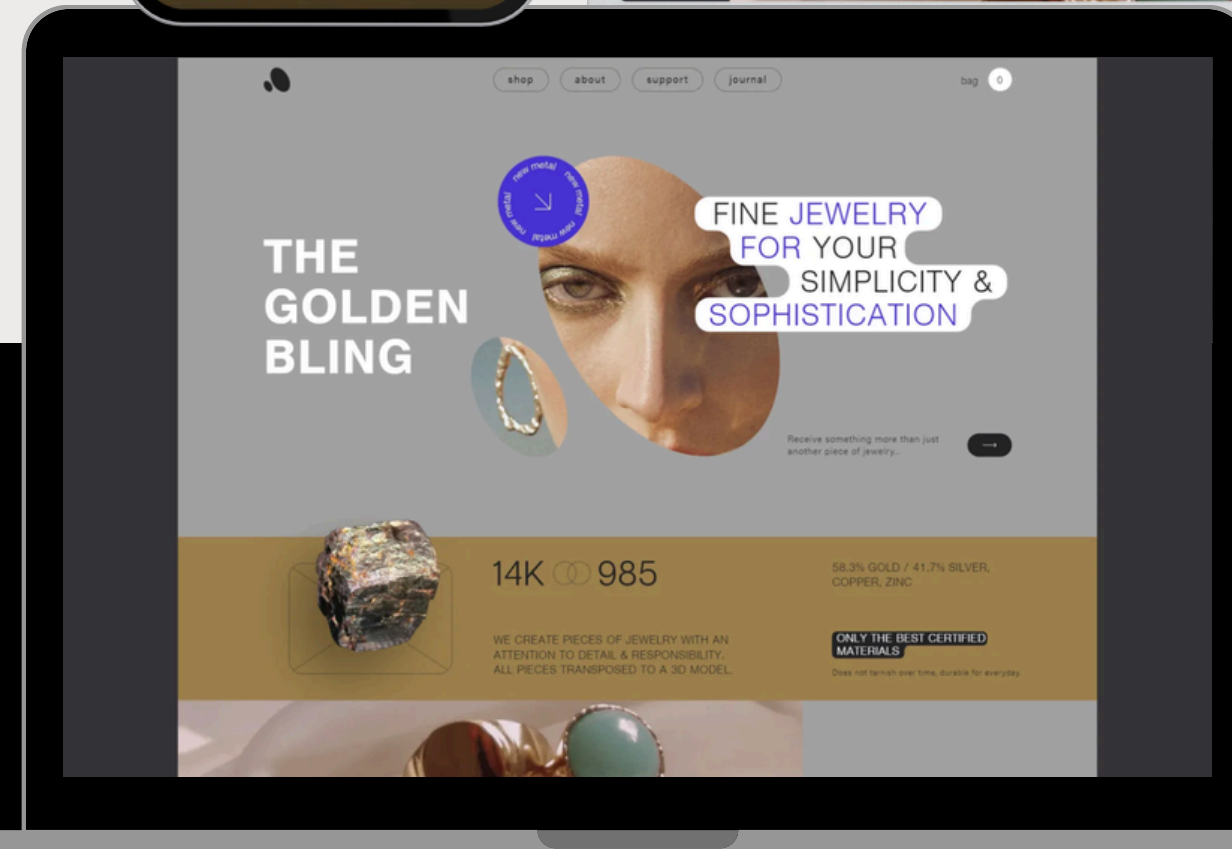 shop
about
support
journal
bag 0
new metal new metal new metal new metal
THE
GOLDEN
BLING
FINE JEWELRY
FOR YOUR
SIMPLICITY &
SOPHISTICATION
Receive something more than just
another piece of jewelry...
14K 985
58.3% GOLD / 41.7% SILVER,
COPPER, ZINC
WE CREATE PIECES OF JEWELRY WITH AN
ATTENTION TO DETAIL & RESPONSIBILITY.
ALL PIECES TRANSPOSED TO A 3D MODEL.
ONLY THE BEST CERTIFIED
MATERIALS
Does not tarnish over time, durable for everyday.